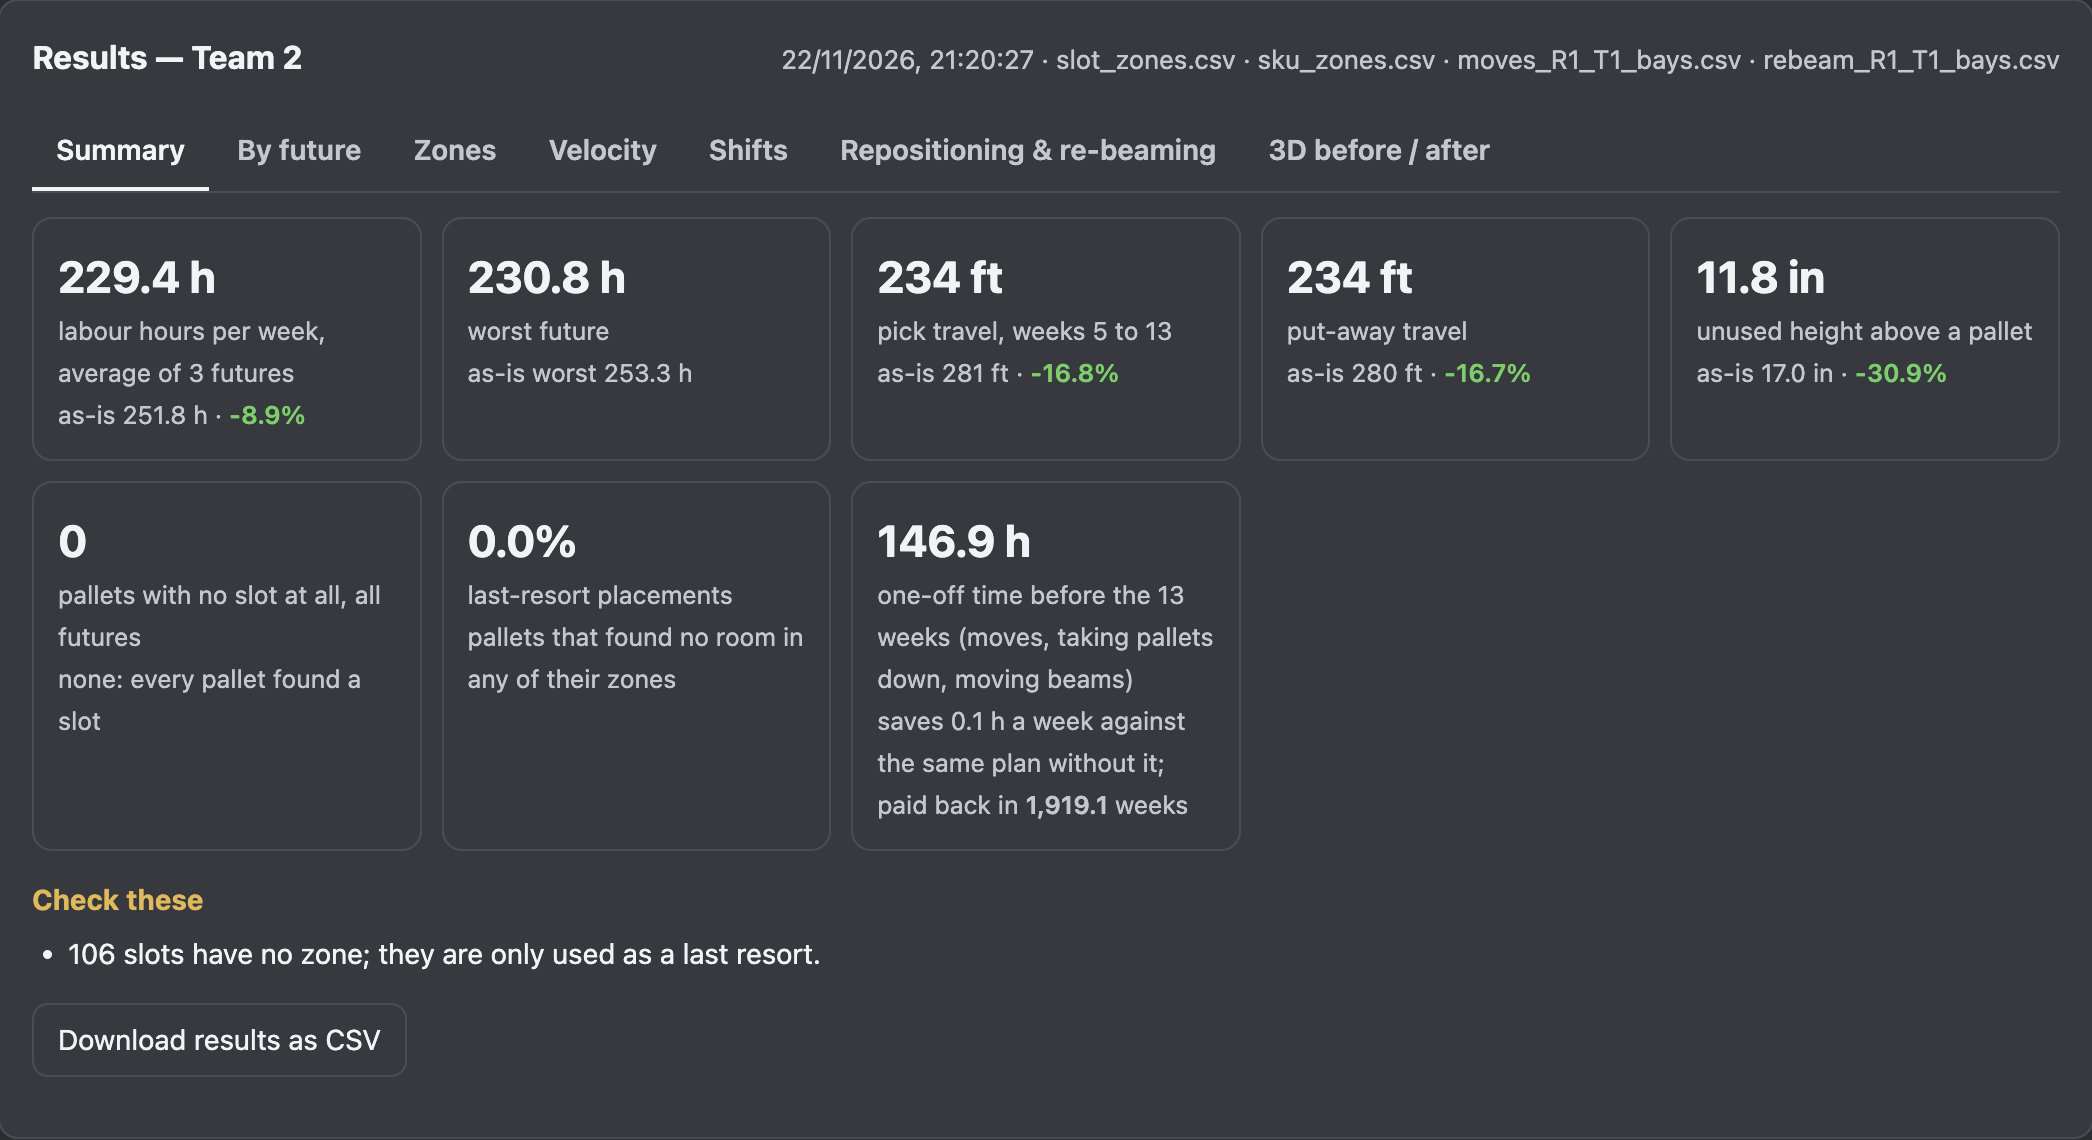 Results — Team 2
22/11/2026, 21:20:27 · slot_zones.csv · sku_zones.csv · moves_R1_T1_bays.csv · rebeam_R1_T1_bays.csv
Summary
By future
Zones
Velocity
Shifts
Repositioning & re-beaming
3D before / after
229.4 h
labour hours per week,
average of 3 futures
as-is 251.8 h · -8.9%
230.8 h
worst future
as-is worst 253.3 h
234 ft
pick travel, weeks 5 to 13
as-is 281 ft · -16.8%
234 ft
put-away travel
as-is 280 ft · -16.7%
11.8 in
unused height above a pallet
as-is 17.0 in · -30.9%
0
pallets with no slot at all, all
futures
none: every pallet found a
slot
0.0%
last-resort placements
pallets that found no room in
any of their zones
146.9 h
one-off time before the 13
weeks (moves, taking pallets
down, moving beams)
saves 0.1 h a week against
the same plan without it;
paid back in 1,919.1 weeks
Check these
• 106 slots have no zone; they are only used as a last resort.
Download results as CSV